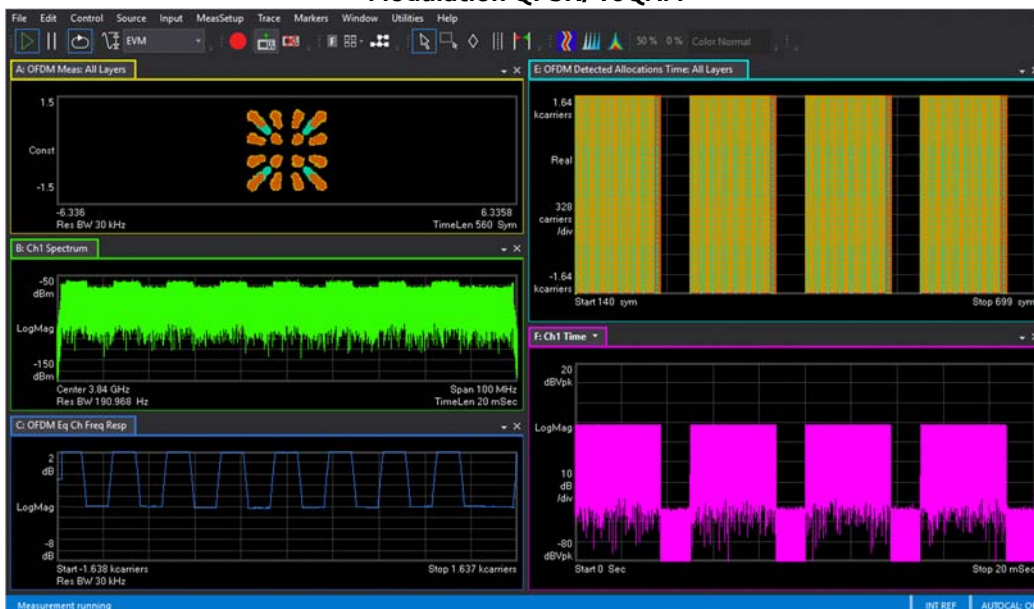 Modulation QPSK/16QAM
File Edit Control Source Input MeasSetup Trace Markers Window Utilities Help
EVM
50 % 0 % Color Normal
A: OFDM Meas: All Layers
1.5
Const
-1.5
-6.336
6.3358
Res BW 30 kHz
TimeLen 560 Sym
B: Ch1 Spectrum
-50
dBm
LogMag
-150
dBm
Center 3.84 GHz
Span 100 MHz
Res BW 190.968 Hz
TimeLen 20 mSec
C: OFDM Eq Ch Freq Resp
2
dB
LogMag
-8
dB
Start -1.638 kcarriers
Stop 1.637 kcarriers
Res BW 30 kHz
E: OFDM Detected Allocations Time: All Layers
1.64
kcarriers
Real
328
carriers
/div
-1.64
kcarriers
Start 140 sym
Stop 699 sym
F: Ch1 Time
20
dBVpk
LogMag
10
dB
/div
-80
dBVpk
Start 0 Sec
Stop 20 mSec
Measurement running
INT REF
AUTOCAL: